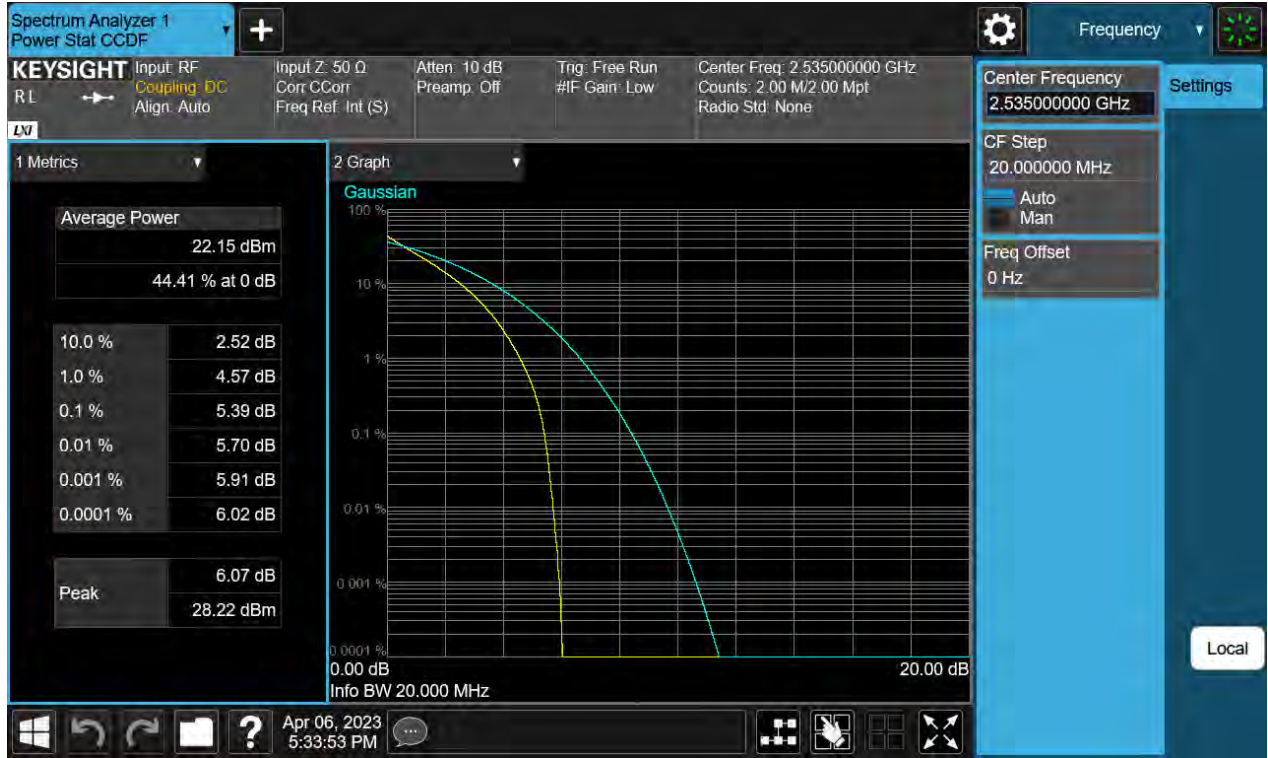 Spectrum Analyzer 1
Power Stat CCDF
Frequency
KEYSIGHT
Input: RF
Coupling: DC
Align: Auto
Input Z: 50 Ω
Corr CCorr
Freq Ref: Int (S)
Atten: 10 dB
Preamp: Off
Trig: Free Run
#IF Gain: Low
Center Freq: 2.535000000 GHz
Counts: 2.00 M/2.00 Mpt
Radio Std: None
R L
LXI
Center Frequency
2.535000000 GHz
Settings
CF Step
20.000000 MHz
Auto
Man
Freq Offset
0 Hz
1 Metrics
Average Power
22.15 dBm
44.41 % at 0 dB
10.0 % 2.52 dB
1.0 % 4.57 dB
0.1 % 5.39 dB
0.01 % 5.70 dB
0.001 % 5.91 dB
0.0001 % 6.02 dB
Peak
6.07 dB
28.22 dBm
2 Graph
Gaussian
100 %
10 %
1 %
0.1 %
0.01 %
0.001 %
0.0001 %
0.00 dB
20.00 dB
Info BW 20.000 MHz
Local
Apr 06, 2023
5:33:53 PM